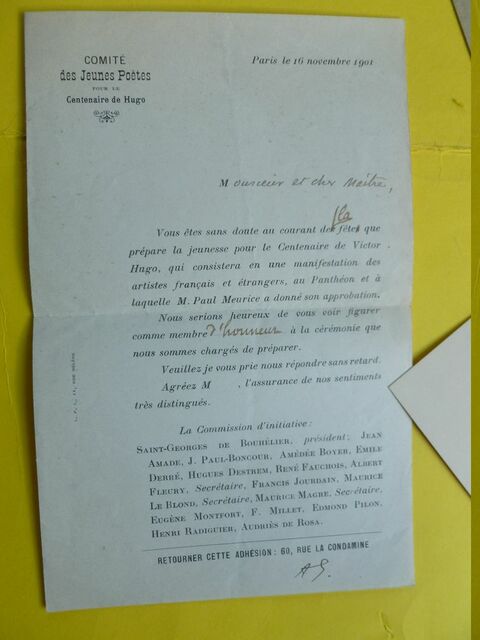 COMITÉ
des Jeunes Poètes
POUR LE
Centenaire de Hugo
Paris le 16 novembre 1901
Monsieur et cher Maître,
Vous êtes sans doute au courant des fêtes que
prépare la jeunesse pour le Centenaire de Victor
Hugo, qui consistera en une manifestation des
artistes français et étrangers, au Panthéon et à
laquelle M. Paul Meurice a donné son approbation.
Nous serions heureux de vous voir figurer
comme membre d'honneur à la cérémonie que
nous sommes chargés de préparer.
Veuillez je vous prie nous répondre sans retard.
Agréez M , l'assurance de nos sentiments
très distingués.
La Commission d'initiative :
SAINT-GEORGES DE BOUHÉLIER, président ; JEAN
AMADE, J. PAUL-BONCOUR, AMÉDÉE BOYER, EMILE
DERRÉ, HUGUES DESTREM, RENÉ FAUCHOIS, ALBERT
FLEURY, Secrétaire, FRANCIS JOURDAIN, MAURICE
LE BLOND, Secrétaire, MAURICE MAGRE, Secrétaire,
EUGÈNE MONTFORT, F. MILLET, EDMOND PILON,
HENRI RADIGUIER, AUDRIÈS DE ROSA.
RETOURNER CETTE ADHÉSION : 60, RUE LA CONDAMINE